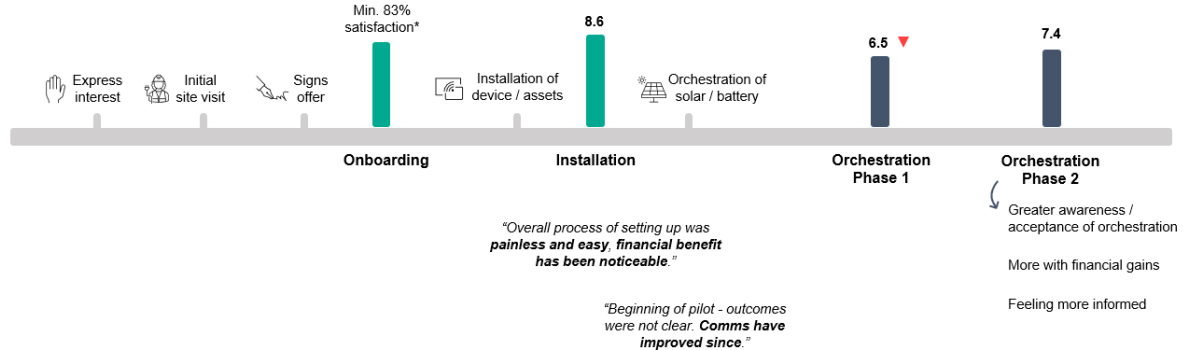 Min. 83%
satisfaction*
8.6
6.5
7.4
Express
interest
Initial
site visit
Signs
offer
Installation of
device / assets
Orchestration of
solar / battery
Onboarding
Installation
Orchestration
Phase 1
Orchestration
Phase 2
Greater awareness /
acceptance of orchestration
More with financial gains
Feeling more informed
“Overall process of setting up was
painless and easy, financial benefit
has been noticeable.”
“Beginning of pilot - outcomes
were not clear. Comms have
improved since.”